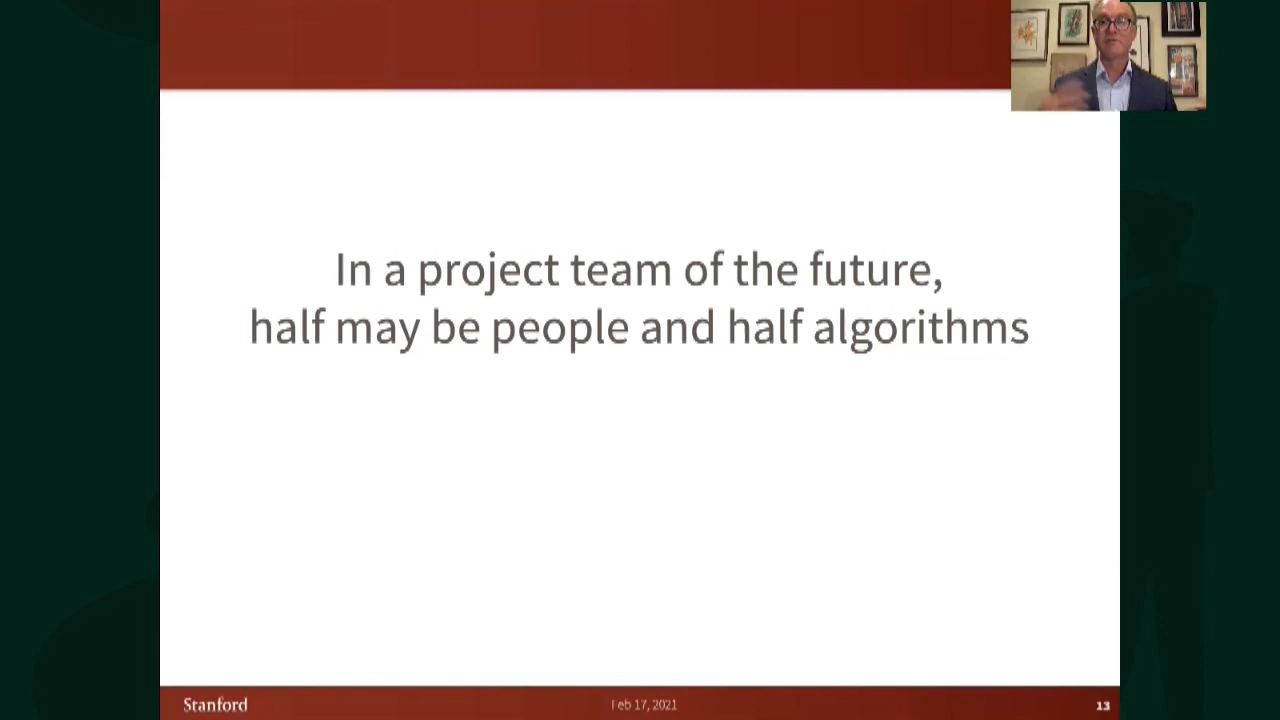 In a project team of the future,
half may be people and half algorithms
Stanford
Feb 17, 2021
13